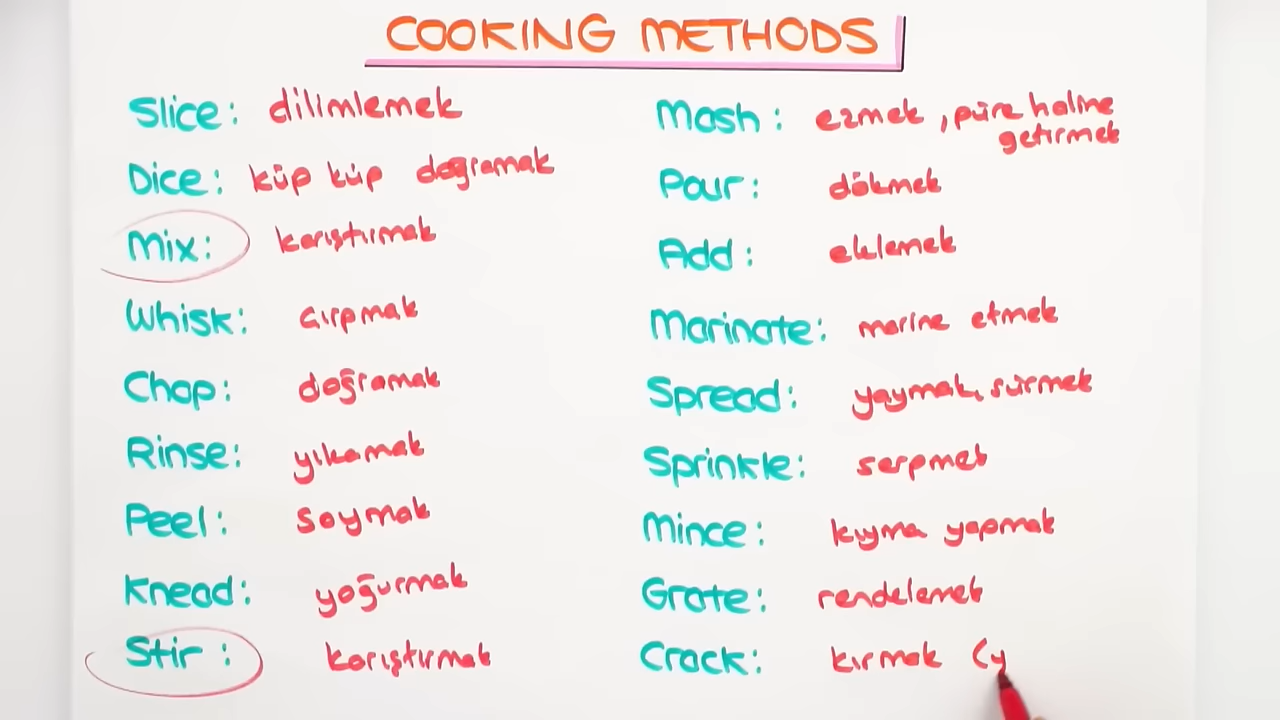 COOKING METHODS
Slice: dilimlemek
Dice: küp küp doğramak
Mix: karıştırmak
Whisk: çırpmak
Chop: doğramak
Rinse: yıkamak
Peel: soymak
Knead: yoğurmak
Stir: karıştırmak
Mash: ezmek, püre haline
getirmek
Pour: dökmek
Add: eklemek
Marinate: marine etmek
Spread: yaymak, sürmek
Sprinkle: serpmek
Mince: kıyma yapmak
Grate: rendelemek
Crack: kırmak (y